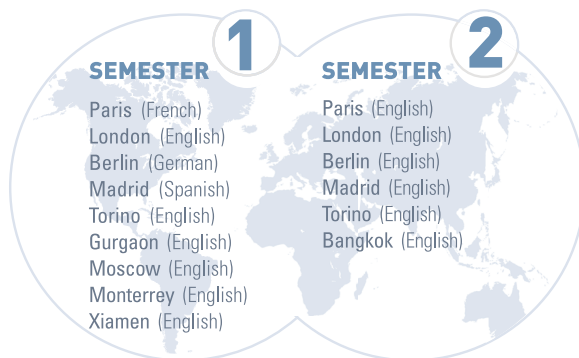 SEMESTER 1
Paris (French)
London (English)
Berlin (German)
Madrid (Spanish)
Torino (English)
Gurgaon (English)
Moscow (English)
Monterrey (English)
Xiamen (English)
SEMESTER 2
Paris (English)
London (English)
Berlin (English)
Madrid (English)
Torino (English)
Bangkok (English)